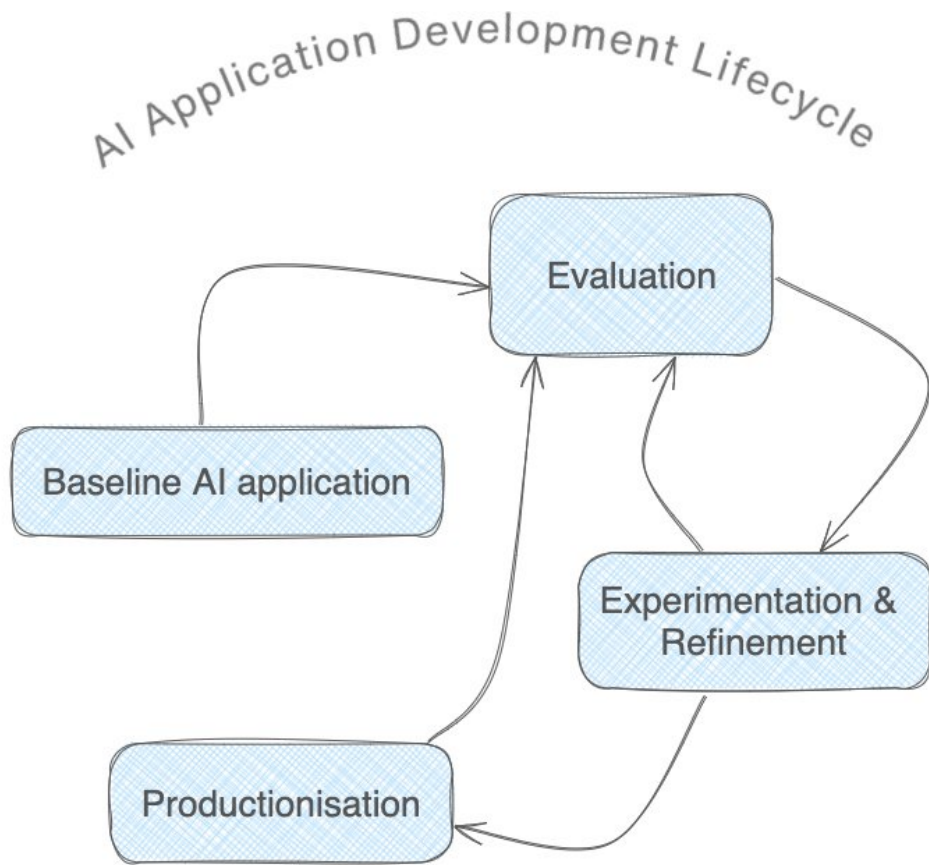 AI Application Development Lifecycle
Evaluation
Baseline AI application
Experimentation &
Refinement
Productionisation